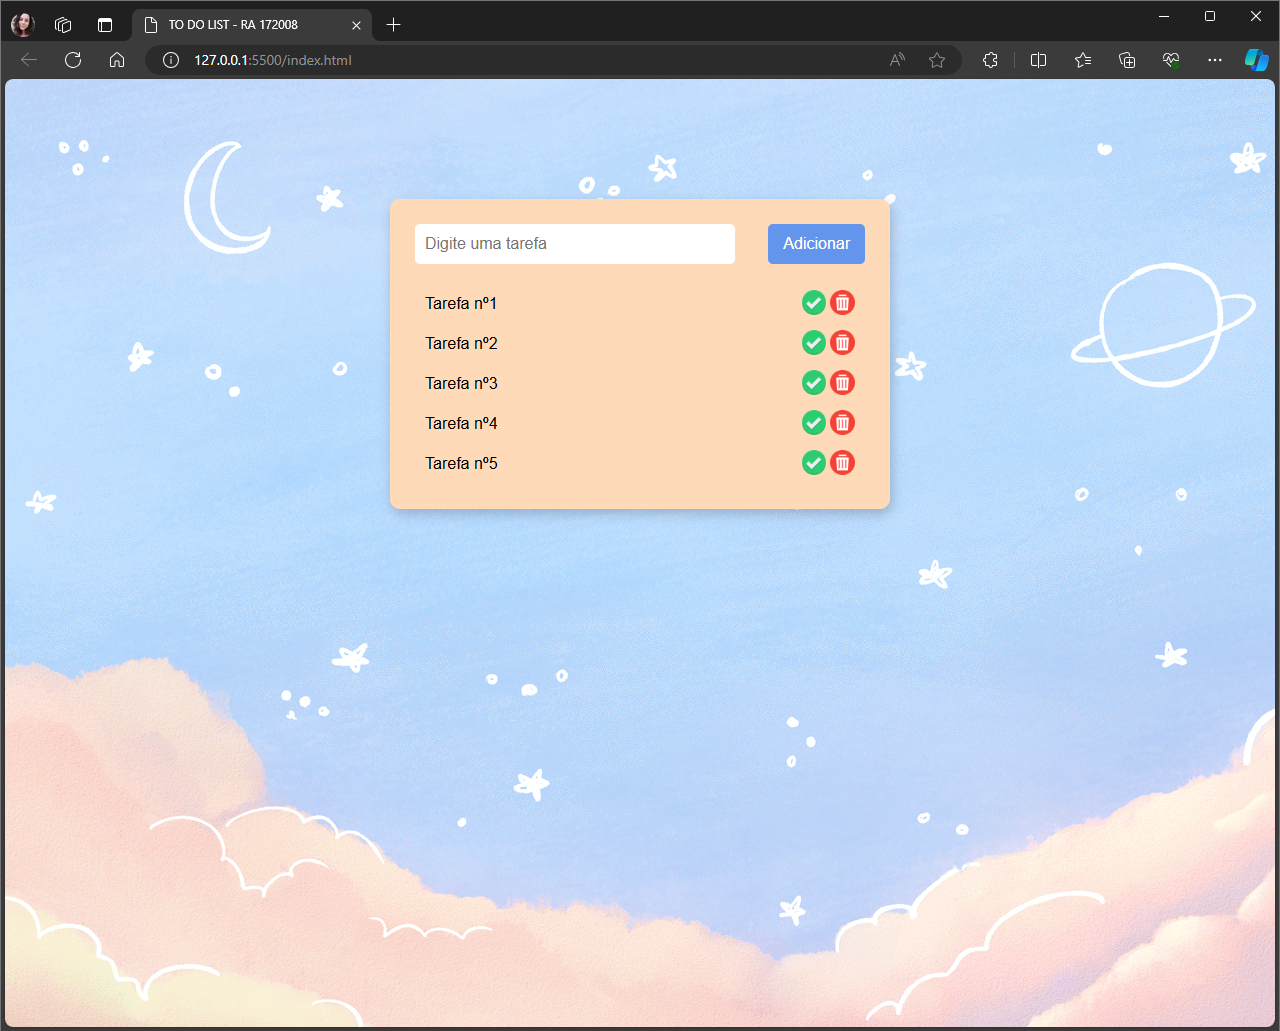 TO DO LIST - RA 172008
127.0.0.1:5500/index.html
Digite uma tarefa
Adicionar
Tarefa nº1
Tarefa nº2
Tarefa nº3
Tarefa nº4
Tarefa nº5